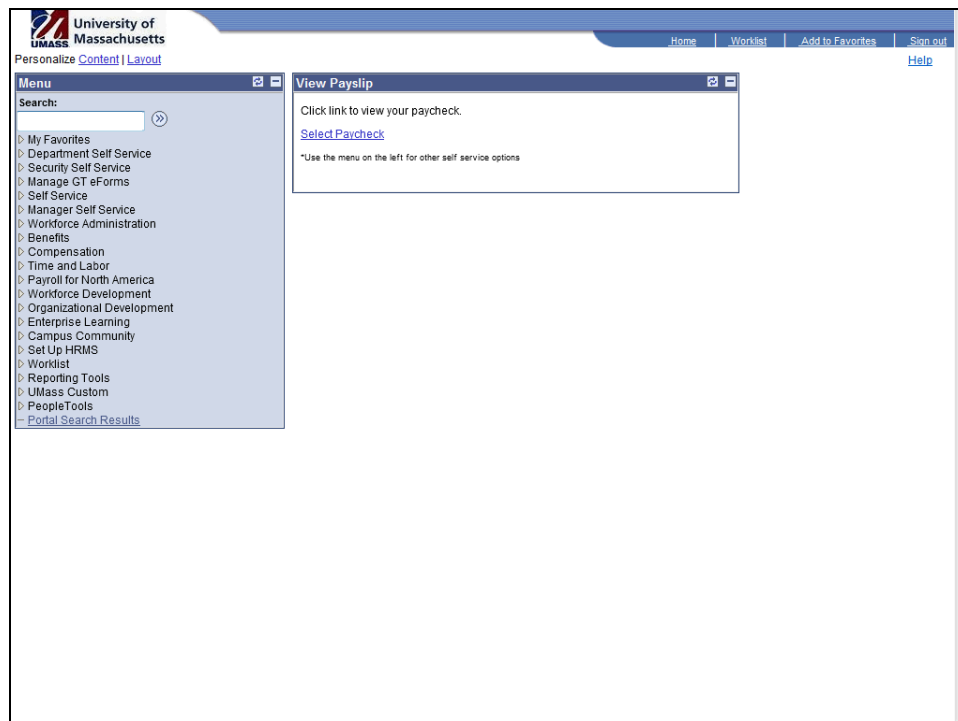 University of
Massachusetts
UMASS
Home Worklist Add to Favorites Sign out
Personalize Content | Layout
Help
Menu
Search:
My Favorites
Department Self Service
Security Self Service
Manage GT eForms
Self Service
Manager Self Service
Workforce Administration
Benefits
Compensation
Time and Labor
Payroll for North America
Workforce Development
Organizational Development
Enterprise Learning
Campus Community
Set Up HRMS
Worklist
Reporting Tools
UMass Custom
PeopleTools
Portal Search Results
View Payslip
Click link to view your paycheck.
Select Paycheck
*Use the menu on the left for other self service options